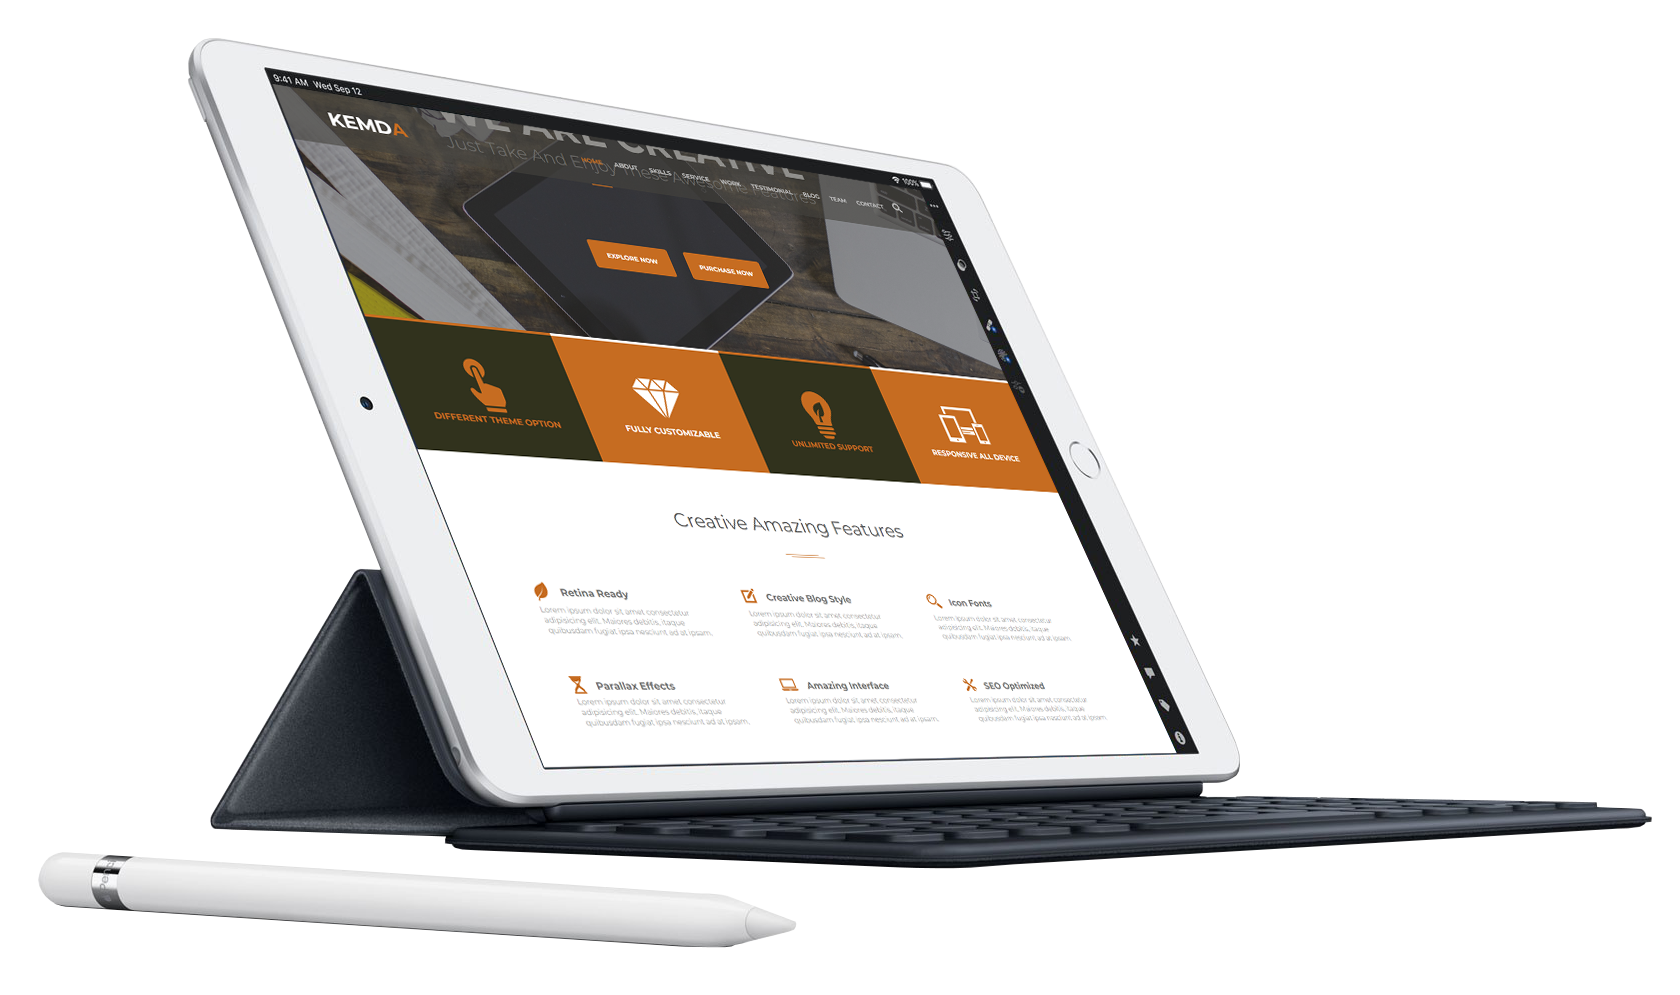 9:41 AM Wed Sep 12
100%
KEMDA
WE ARE CREATIVE
Just Take And Enjoy These Awesome Features
HOME ABOUT SKILLS SERVICE WORK TESTIMONIAL BLOG TEAM CONTACT
EXPLORE NOW PURCHASE NOW
DIFFERENT THEME OPTION
FULLY CUSTOMIZABLE
UNLIMITED SUPPORT
RESPONSIVE ALL DEVICE
Creative Amazing Features
Retina Ready
Lorem ipsum dolor sit amet consectetur
adipisicing elit. Maiores debitis, itaque
quibusdam fugiat ipsa nesciunt ad at ipsam.
Creative Blog Style
Lorem ipsum dolor sit amet consectetur
adipisicing elit. Maiores debitis, itaque
quibusdam fugiat ipsa nesciunt ad at ipsam.
Icon Fonts
Lorem ipsum dolor sit amet consectetur
adipisicing elit. Maiores debitis, itaque
quibusdam fugiat ipsa nesciunt ad at ipsam.
Parallax Effects
Lorem ipsum dolor sit amet consectetur
adipisicing elit. Maiores debitis, itaque
quibusdam fugiat ipsa nesciunt ad at ipsam.
Amazing Interface
Lorem ipsum dolor sit amet consectetur
adipisicing elit. Maiores debitis, itaque
quibusdam fugiat ipsa nesciunt ad at ipsam.
SEO Optimized
Lorem ipsum dolor sit amet consectetur
adipisicing elit. Maiores debitis, itaque
quibusdam fugiat ipsa nesciunt ad at ipsam.